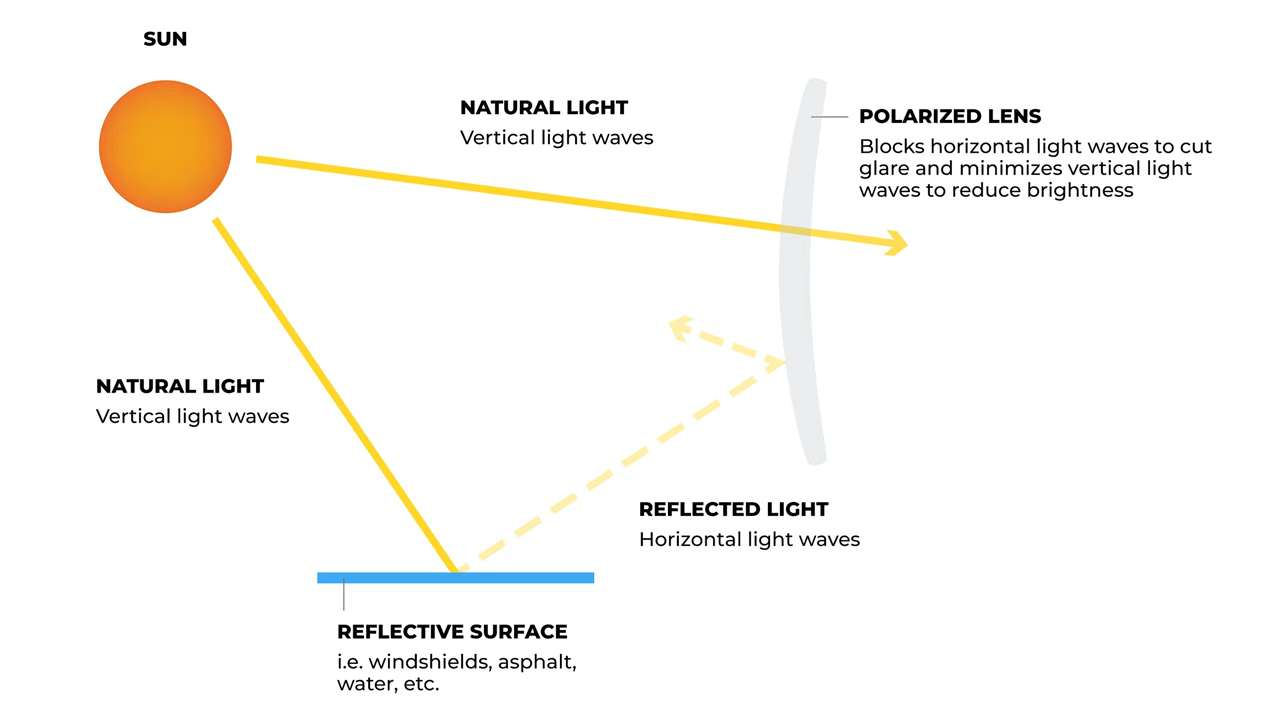 SUN
NATURAL LIGHT
Vertical light waves
POLARIZED LENS
Blocks horizontal light waves to cut
glare and minimizes vertical light
waves to reduce brightness
NATURAL LIGHT
Vertical light waves
REFLECTED LIGHT
Horizontal light waves
REFLECTIVE SURFACE
i.e. windshields, asphalt,
water, etc.